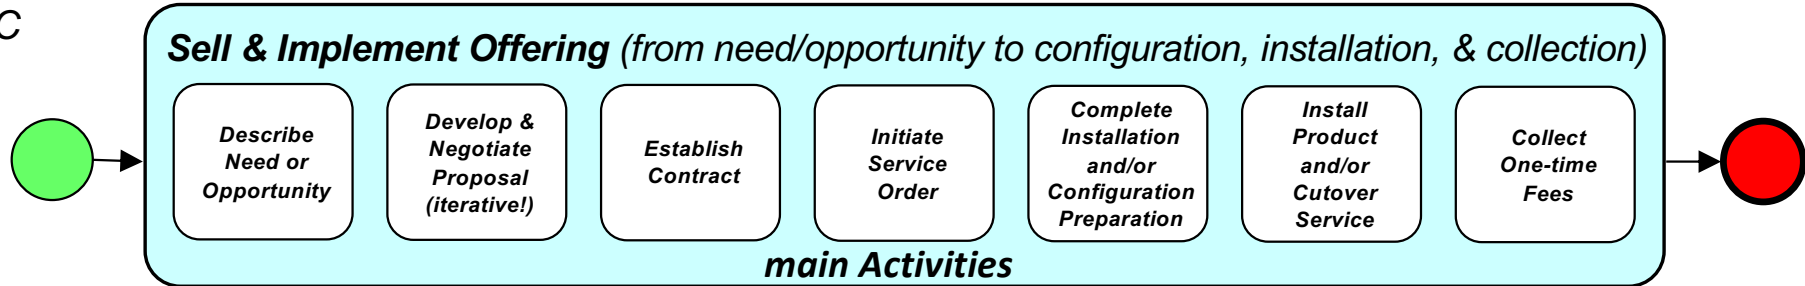 C
Sell & Implement Offering (from need/opportunity to configuration, installation, & collection)
Describe
Need or
Opportunity
Develop &
Negotiate
Proposal
(iterative!)
Establish
Contract
Initiate
Service
Order
Complete
Installation
and/or
Configuration
Preparation
Install
Product
and/or
Cutover
Service
Collect
One-time
Fees
main Activities